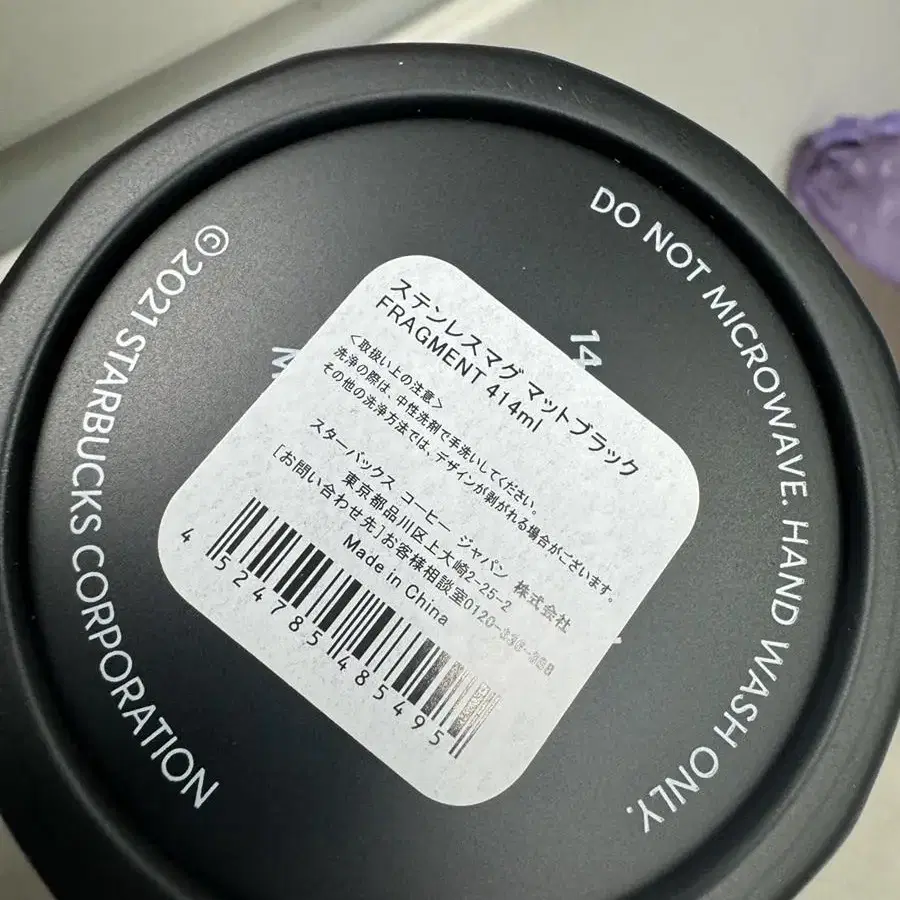 ©2021 STARBUCKS CORPORATION
DO NOT MICROWAVE. HAND WASH ONLY.
14
ステンレスマグ マットブラック
FRAGMENT 414ml
<取扱い上の注意>
洗浄の際は、中性洗剤で手洗いしてください。
その他の洗浄方法では、デザインが剥がれる場合がございます。
スターバックス コーヒー ジャパン 株式会社
東京都品川区上大崎2-25-2
[お問い合わせ先]お客様相談室
Made in China
4 524785 485495